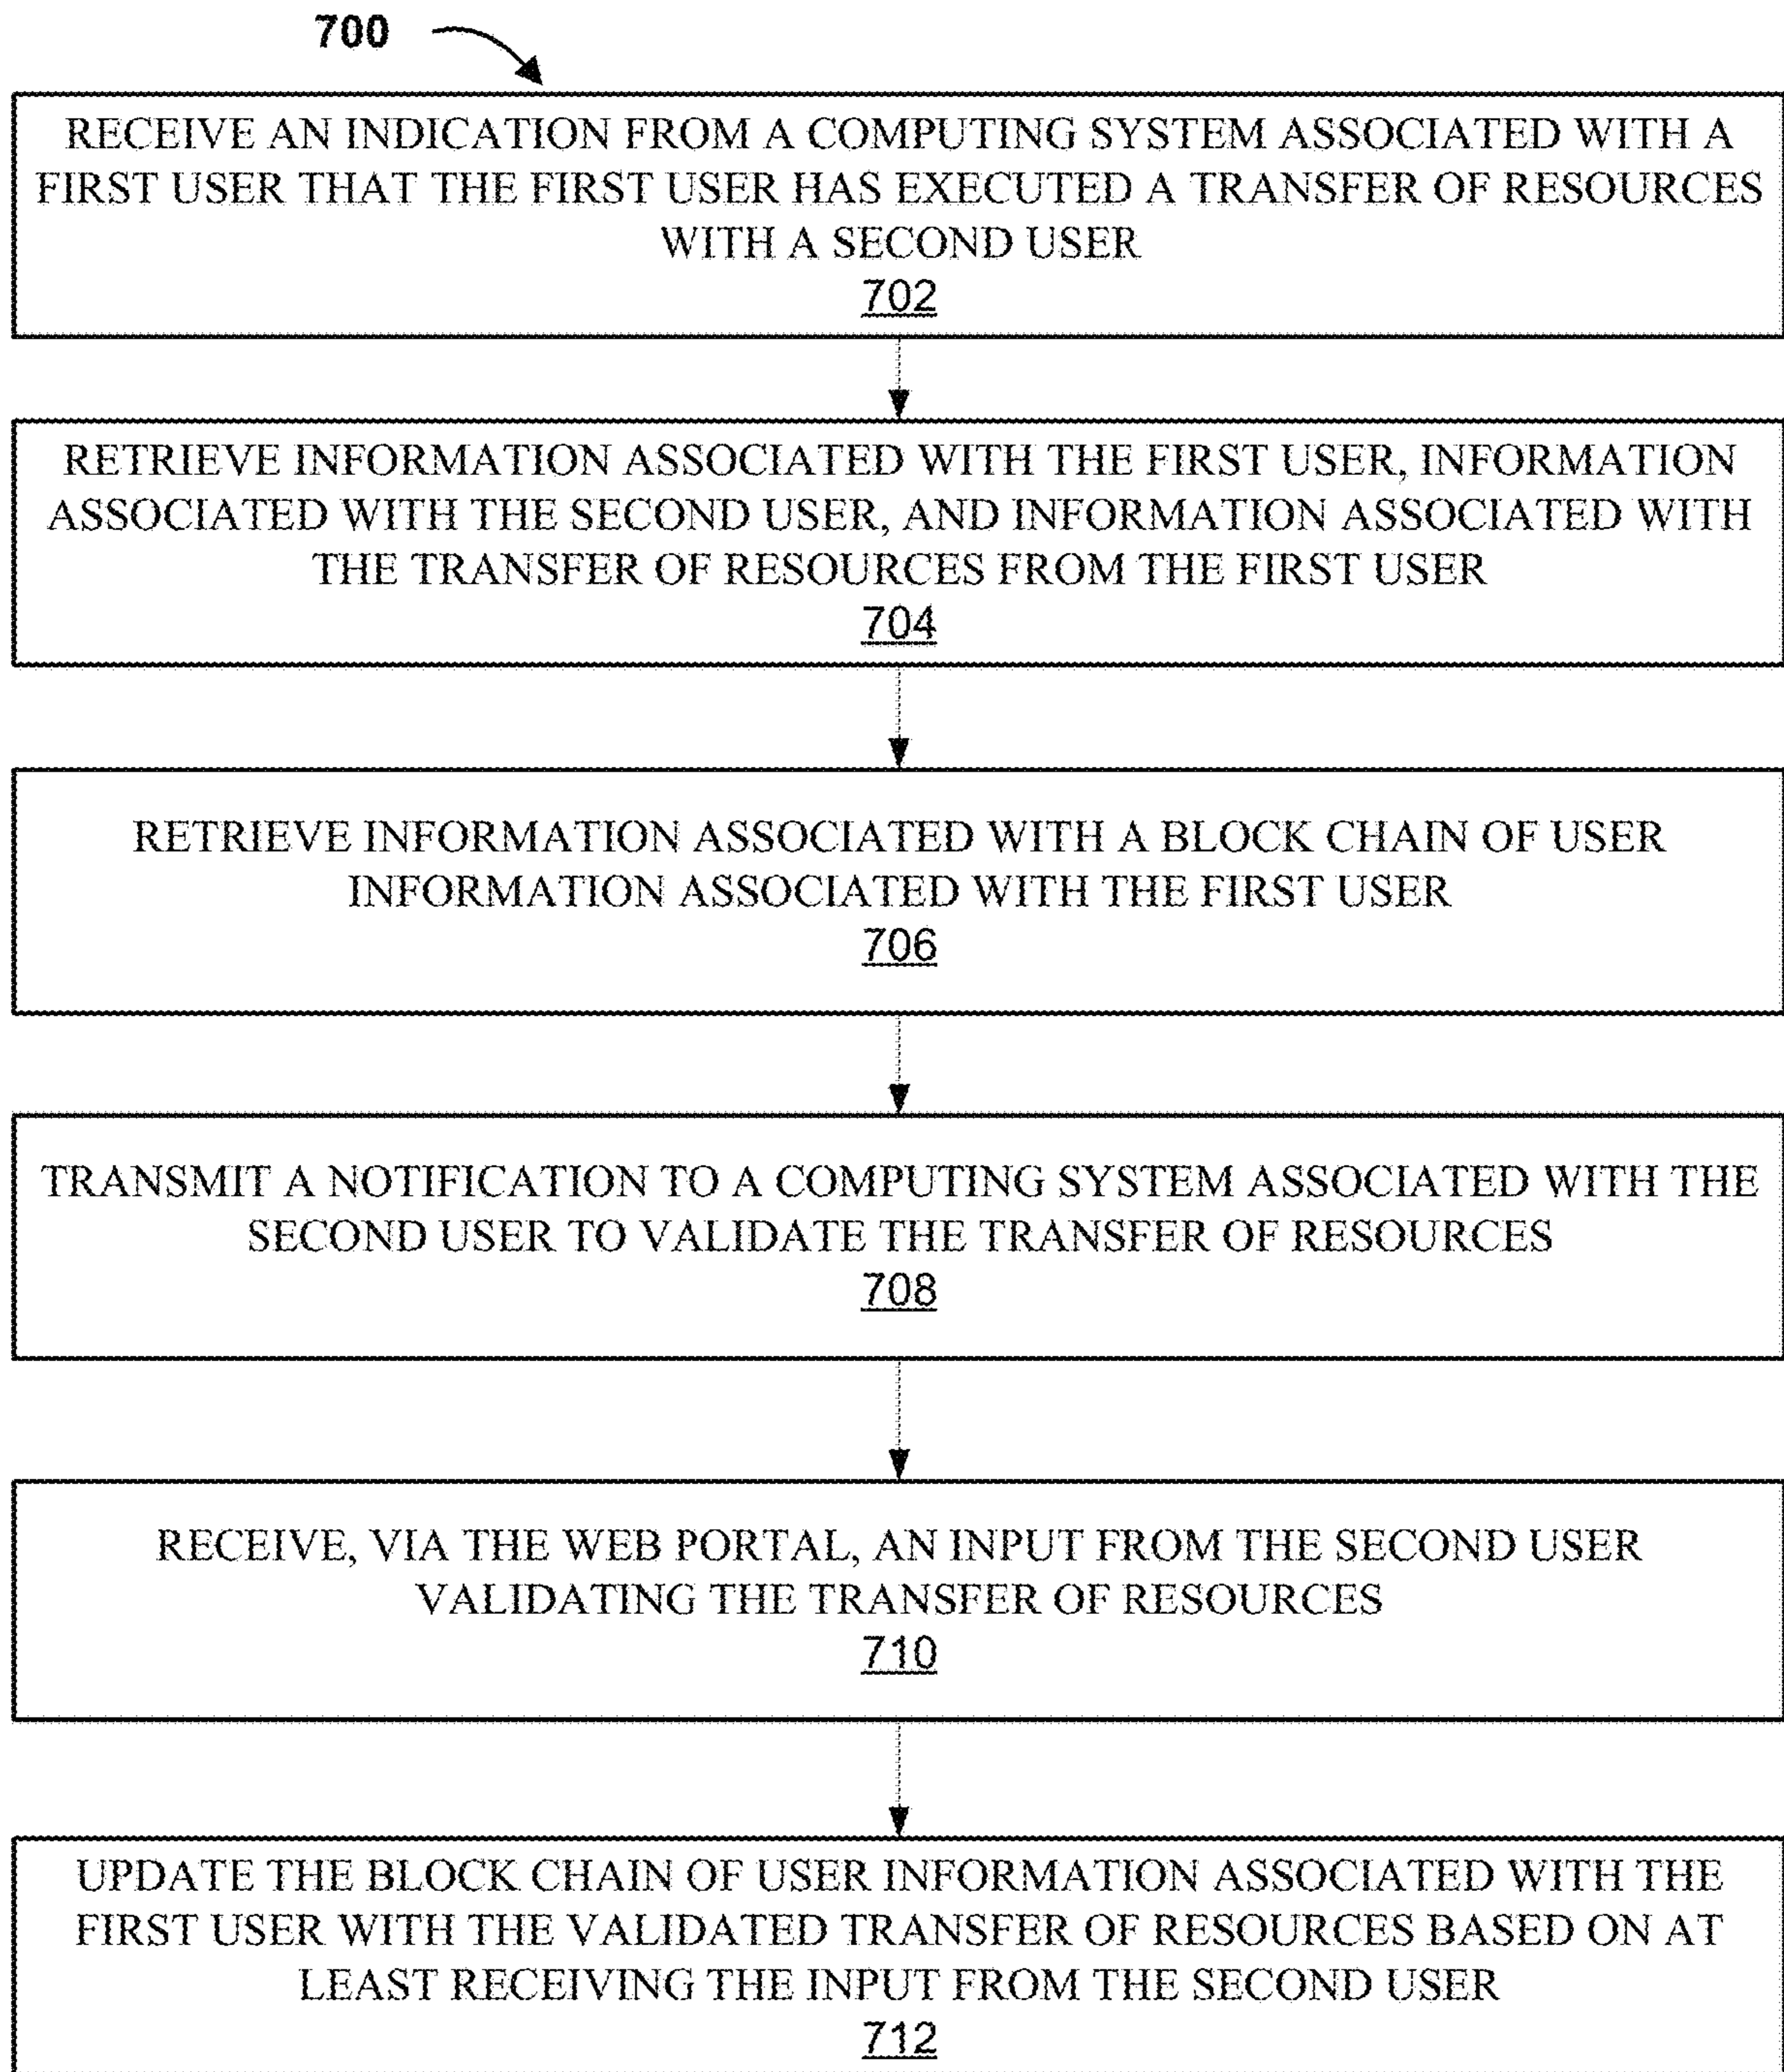 700
RECEIVE AN INDICATION FROM A COMPUTING SYSTEM ASSOCIATED WITH A
FIRST USER THAT THE FIRST USER HAS EXECUTED A TRANSFER OF RESOURCES
WITH A SECOND USER
702
RETRIEVE INFORMATION ASSOCIATED WITH THE FIRST USER, INFORMATION
ASSOCIATED WITH THE SECOND USER, AND INFORMATION ASSOCIATED WITH
THE TRANSFER OF RESOURCES FROM THE FIRST USER
704
RETRIEVE INFORMATION ASSOCIATED WITH A BLOCK CHAIN OF USER
INFORMATION ASSOCIATED WITH THE FIRST USER
706
TRANSMIT A NOTIFICATION TO A COMPUTING SYSTEM ASSOCIATED WITH THE
SECOND USER TO VALIDATE THE TRANSFER OF RESOURCES
708
RECEIVE, VIA THE WEB PORTAL, AN INPUT FROM THE SECOND USER
VALIDATING THE TRANSFER OF RESOURCES
710
UPDATE THE BLOCK CHAIN OF USER INFORMATION ASSOCIATED WITH THE
FIRST USER WITH THE VALIDATED TRANSFER OF RESOURCES BASED ON AT
LEAST RECEIVING THE INPUT FROM THE SECOND USER
712